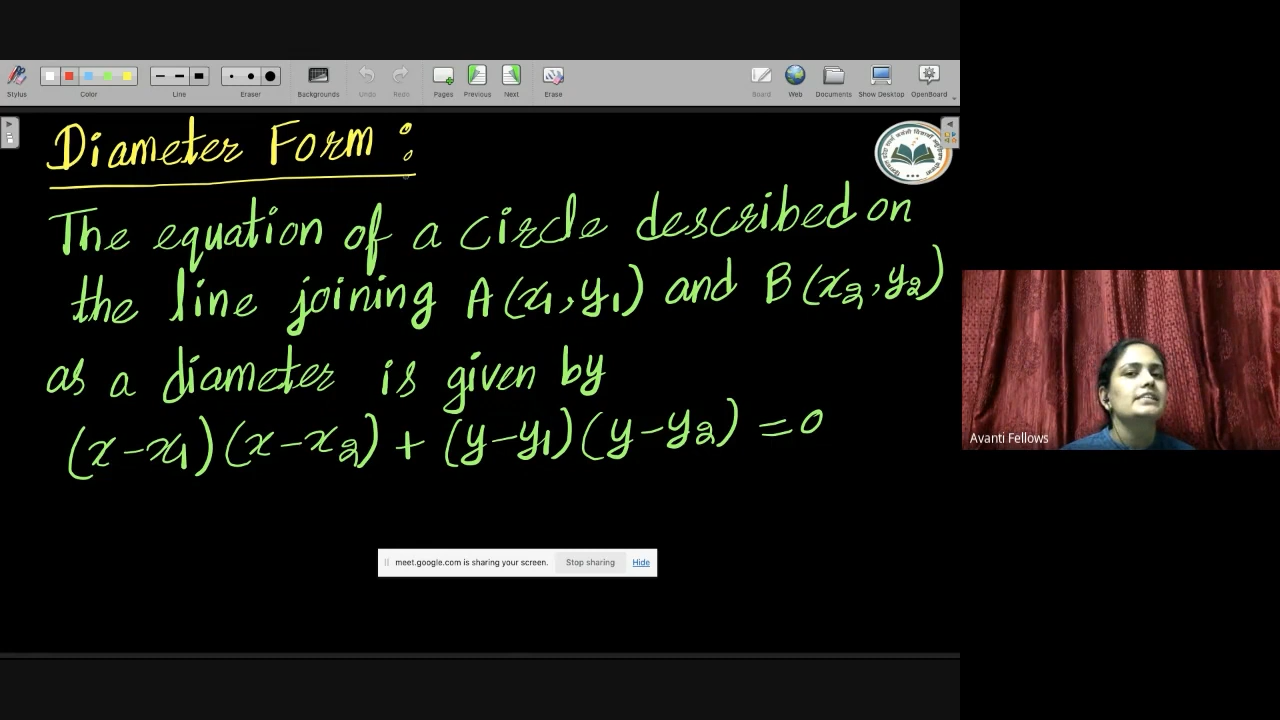 Stylus Color Line Eraser Backgrounds Undo Redo Pages Previous Next Erase Board Web Documents Show Desktop OpenBoard
Diameter Form :
The equation of a circle described on
the line joining A(x1, y1) and B(x2, y2)
as a diameter is given by
(x-x1)(x-x2) + (y-y1)(y-y2) = 0
Avanti Fellows
meet.google.com is sharing your screen. Stop sharing Hide